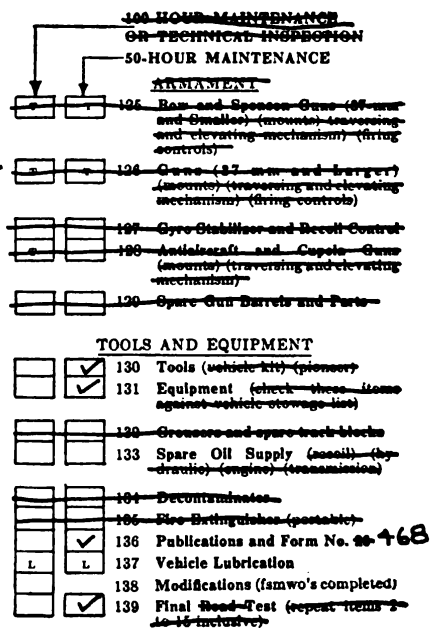 100-HOUR MAINTENANCE
OR TECHNICAL INSPECTION
50-HOUR MAINTENANCE
ARMAMENT
125 Bow and Sponson Guns (37 mm
and Smaller) (mounts) traversing
and elevating mechanism) (firing
controls)
126 Guns (37 mm and Larger)
(mounts) (traversing and elevating
mechanism) (firing controls)
127 Gyro Stabilizer and Recoil Control
128 Antiaircraft and Cupola Guns
(mounts) (traversing and elevating
mechanism)
129 Spare Gun Barrels and Parts
TOOLS AND EQUIPMENT
✓ 130 Tools (vehicle kit) (pioneer)
✓ 131 Equipment (check these items
against vehicle stowage list)
132 Grousers and spare track blocks
133 Spare Oil Supply (recoil) (hy-
draulic) (engine) (transmission)
134 Decontaminator
135 Fire Extinguisher (portable)
✓ 136 Publications and Form No. 468
L L 137 Vehicle Lubrication
138 Modifications (fsmwo's completed)
✓ 139 Final Road Test (repeat items 2
to 15 inclusive)